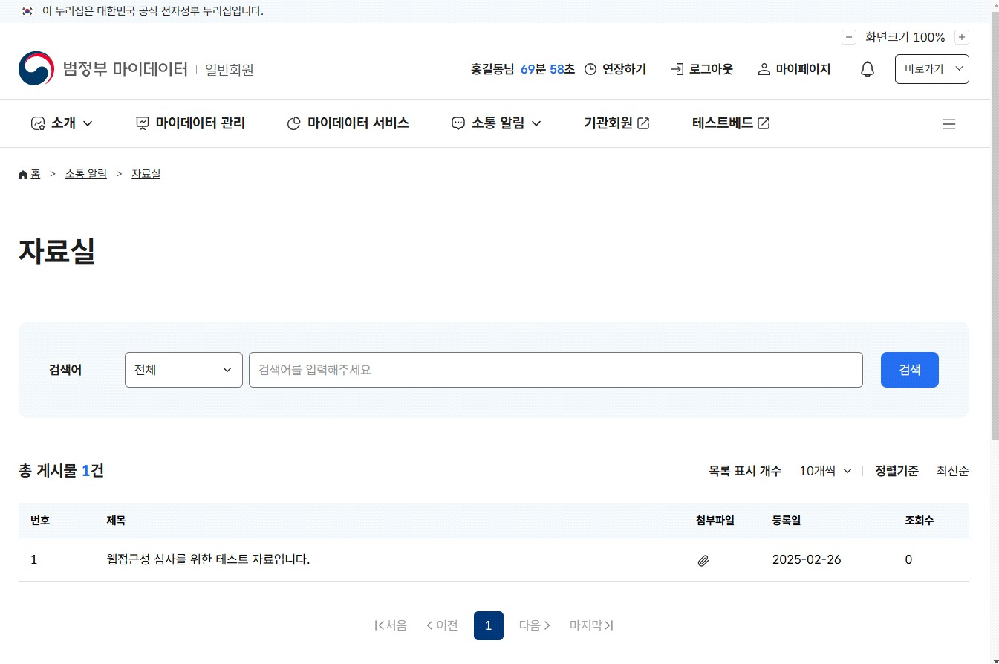 이 누리집은 대한민국 공식 전자정부 누리집입니다.
화면크기 100%
범정부 마이데이터 일반회원
홍길동님 69분 58초 연장하기 로그아웃 마이페이지 바로가기
소개 마이데이터 관리 마이데이터 서비스 소통 알림 기관회원 테스트베드
홈 > 소통 알림 > 자료실
자료실
검색어 전체 검색어를 입력해주세요 검색
총 게시물 1건 목록 표시 개수 10개씩 정렬기준 최신순
번호 제목 첨부파일 등록일 조회수
1 웹접근성 심사를 위한 테스트 자료입니다. 2025-02-26 0
처음 이전 1 다음 마지막